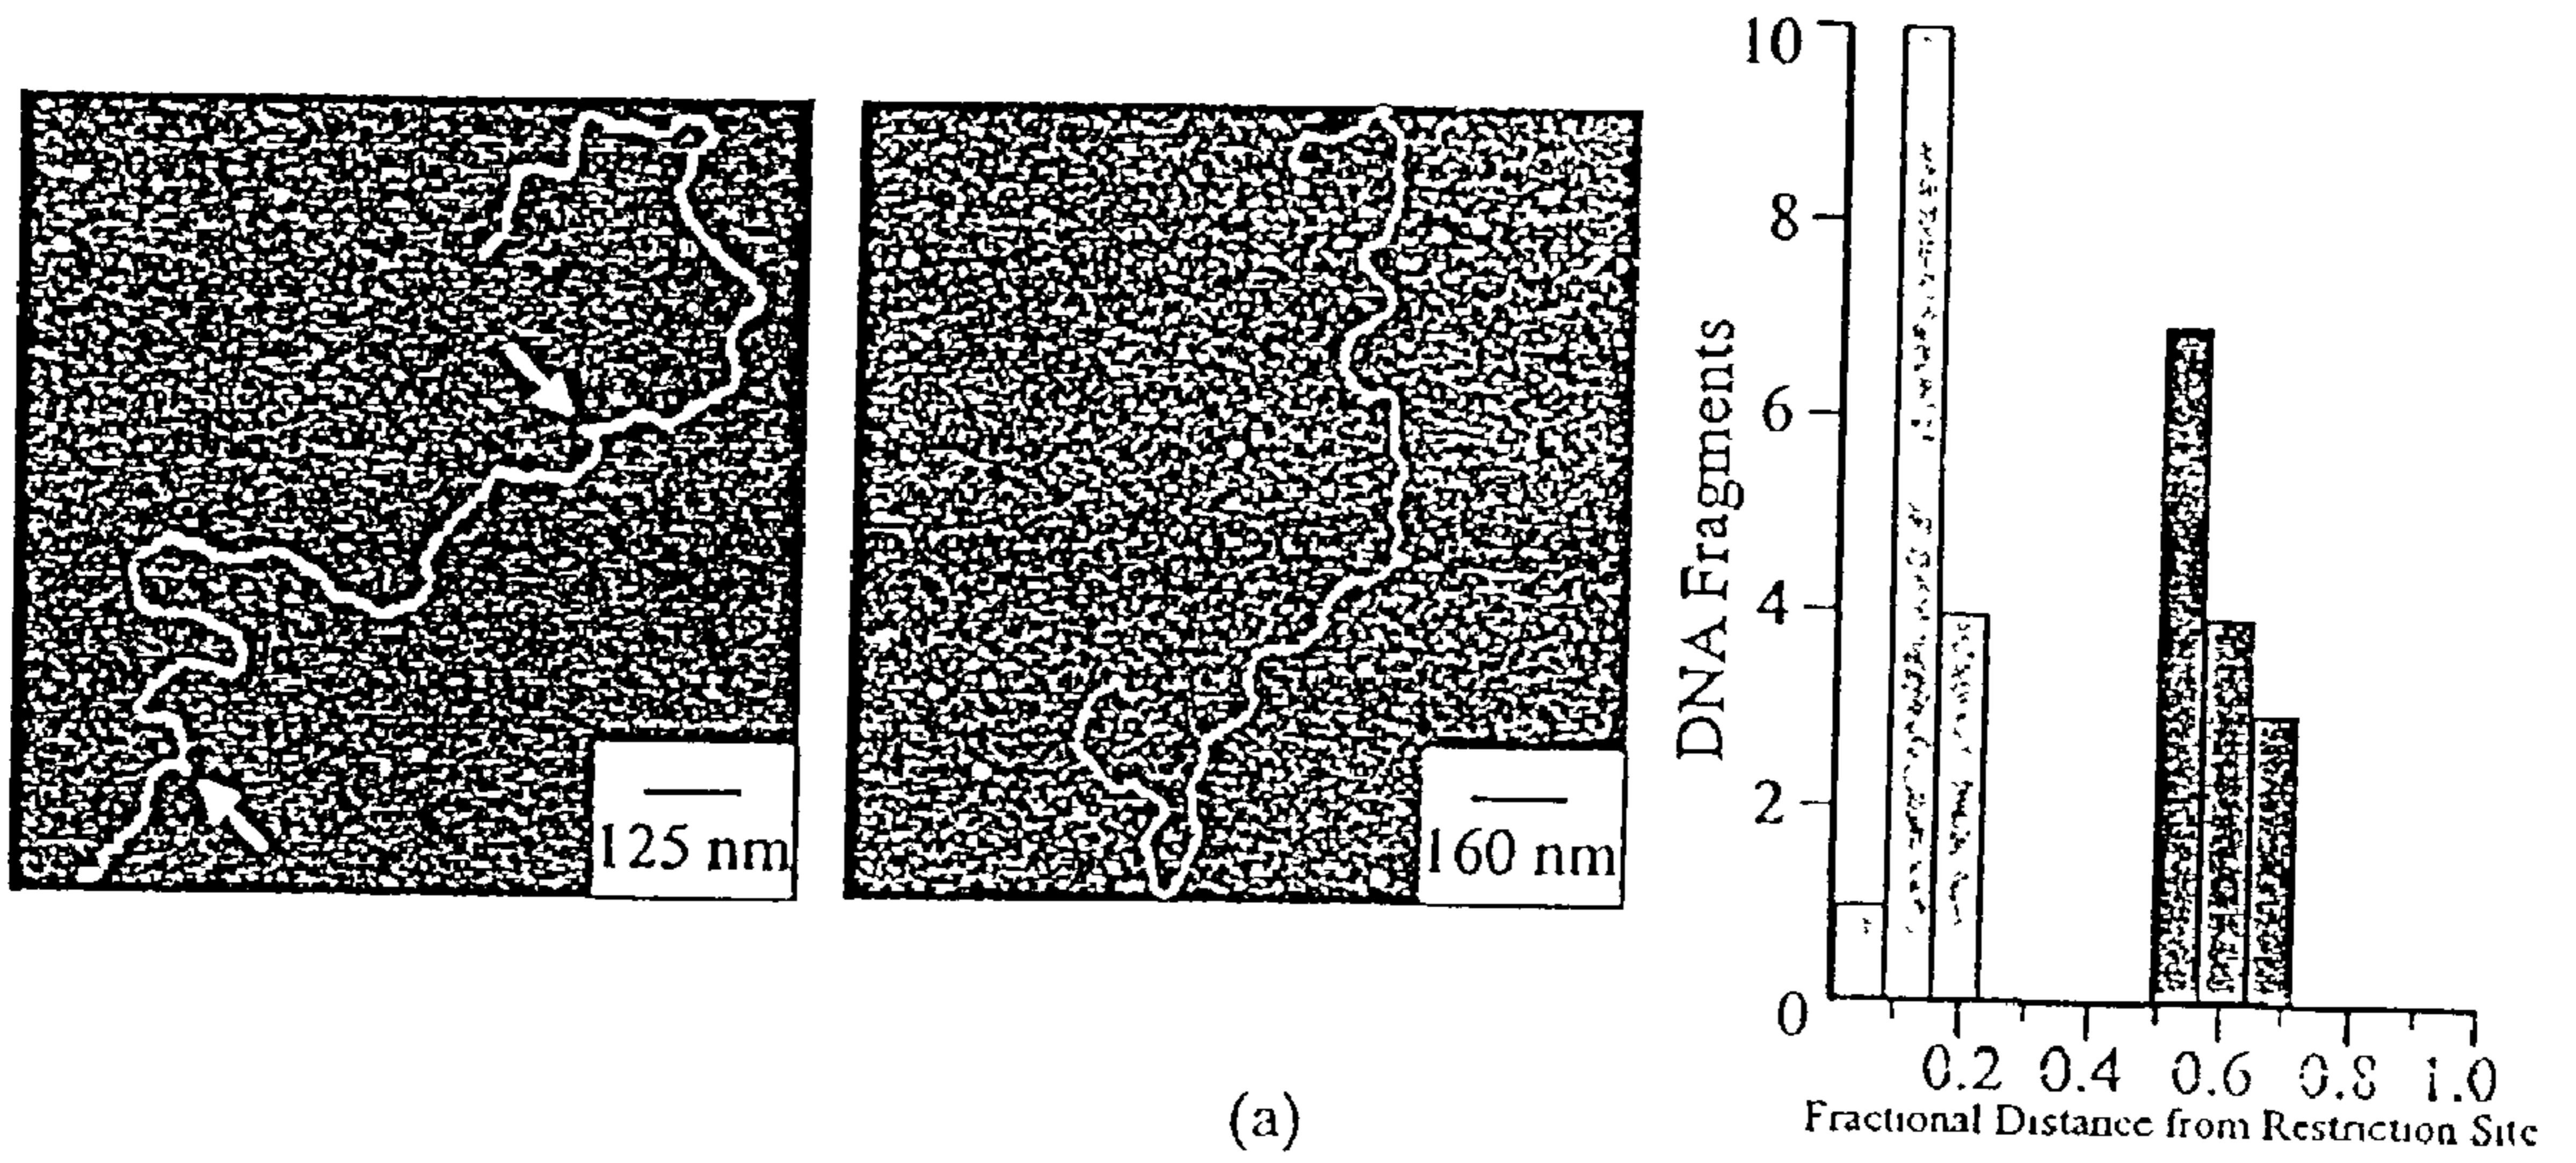 125 nm
160 nm
DNA Fragments
10
8
6
4
2
0
0.2 0.4 0.6 0.8 1.0
Fractional Distance from Restriction Site
(a)